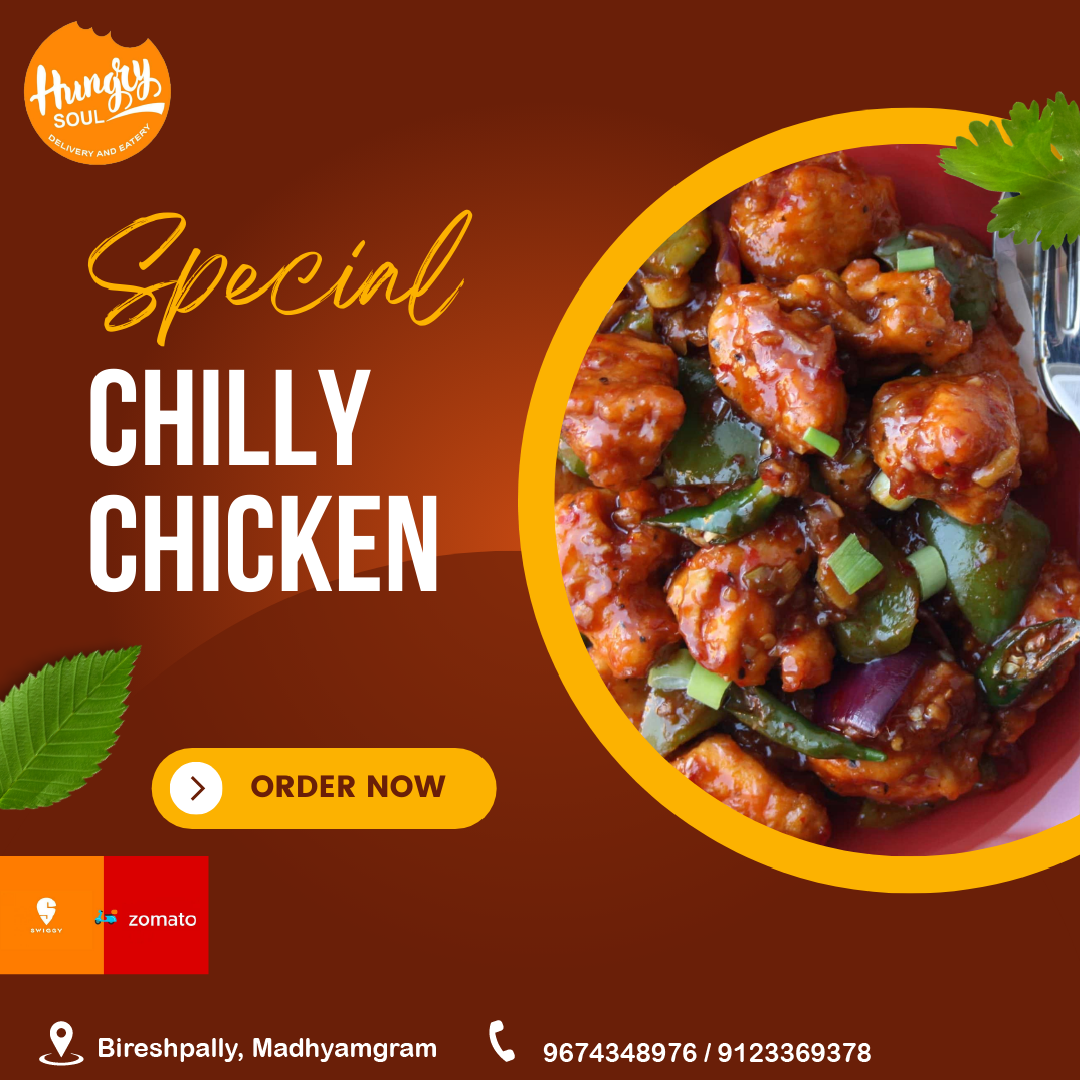 Hungry
SOUL
DELIVERY AND EATERY
Special
CHILLY
CHICKEN
ORDER NOW
SWIGGY
zomato
Bireshpally, Madhyamgram
9674348976 / 9123369378